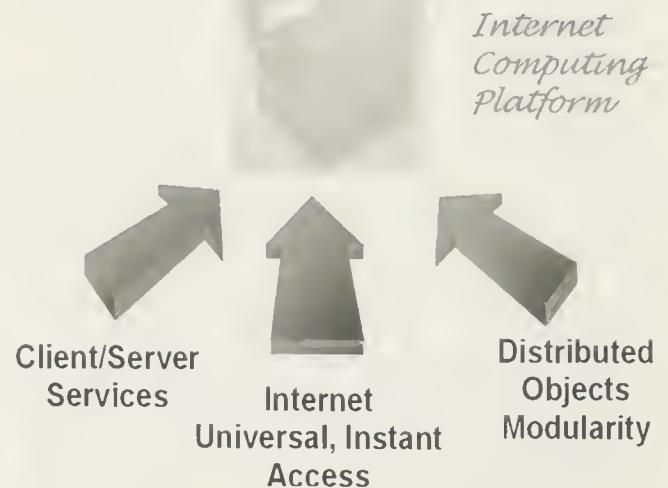 Internet
Computing
Platform
Client/Server
Services
Internet
Universal, Instant
Access
Distributed
Objects
Modularity